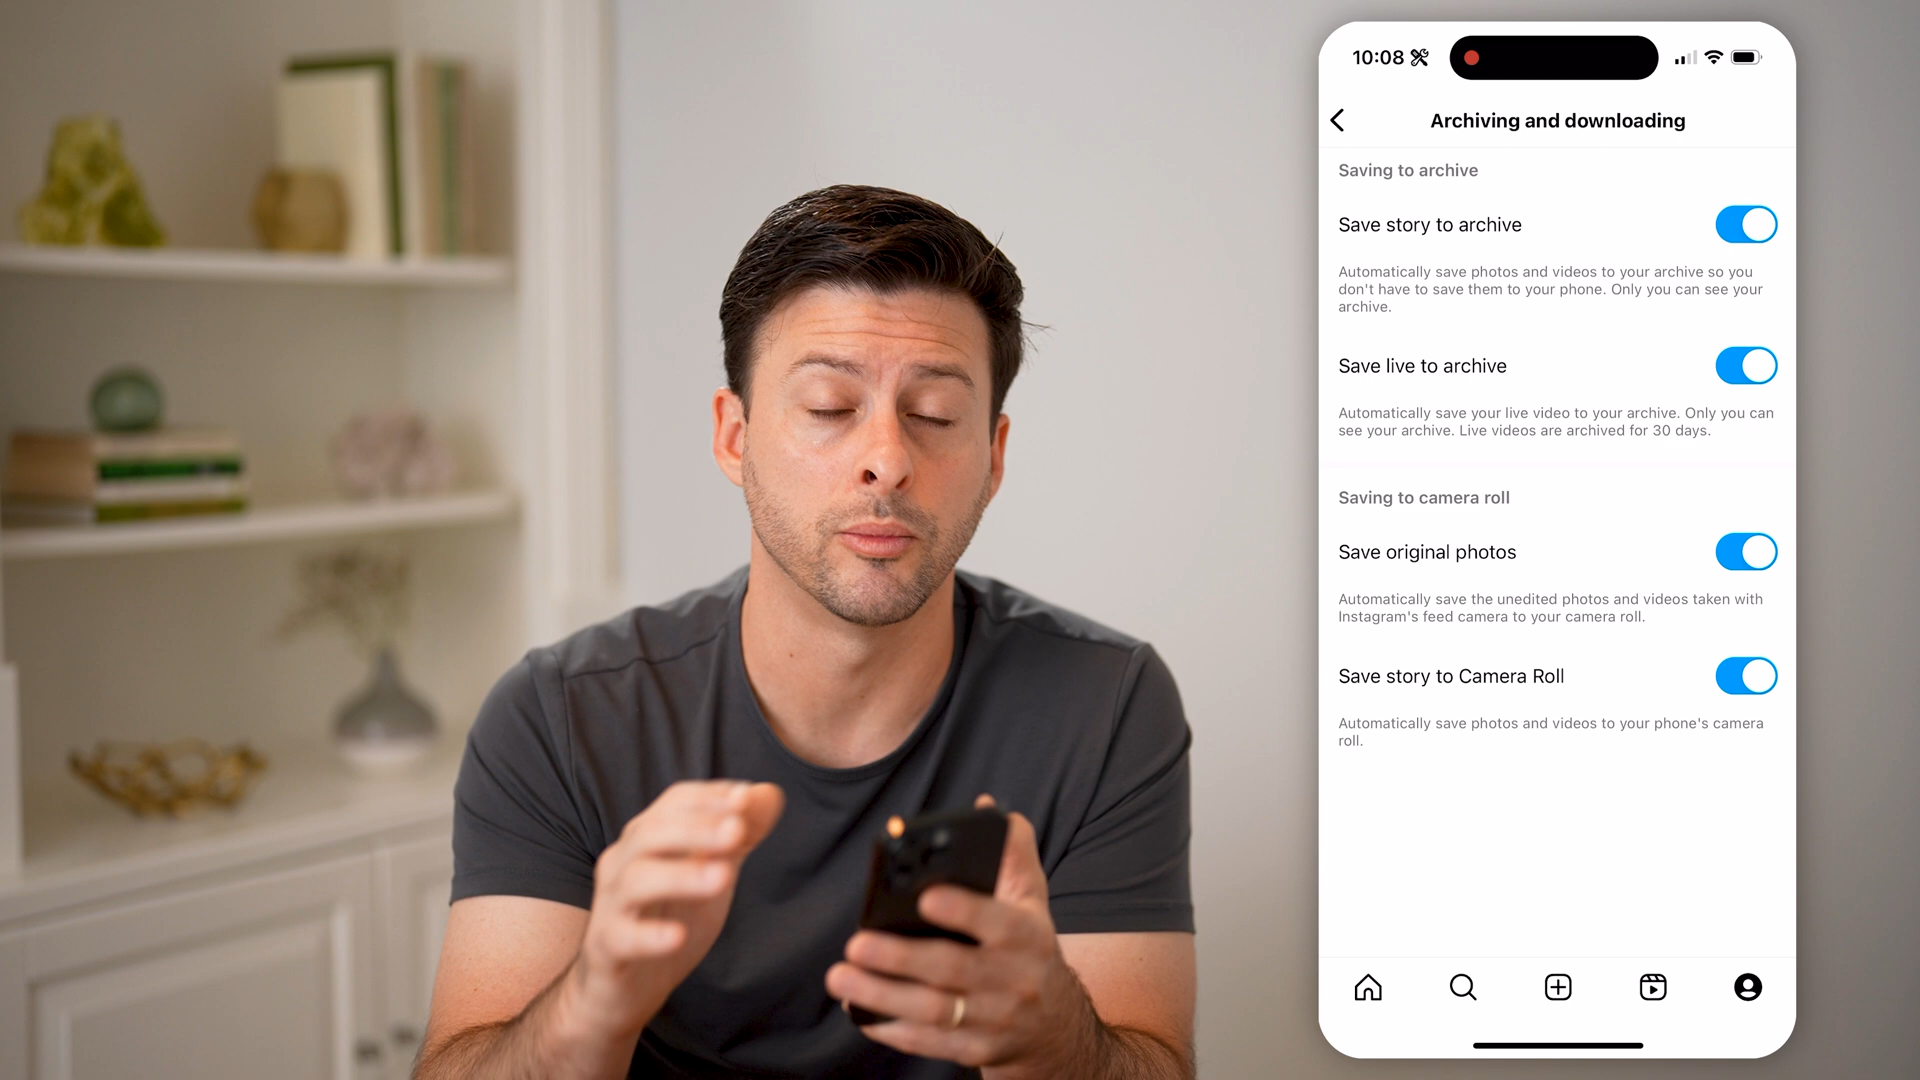 10:08
Archiving and downloading
Saving to archive
Save story to archive
Automatically save photos and videos to your archive so you
don't have to save them to your phone. Only you can see your
archive.
Save live to archive
Automatically save your live video to your archive. Only you can
see your archive. Live videos are archived for 30 days.
Saving to camera roll
Save original photos
Automatically save the unedited photos and videos taken with
Instagram's feed camera to your camera roll.
Save story to Camera Roll
Automatically save photos and videos to your phone's camera
roll.